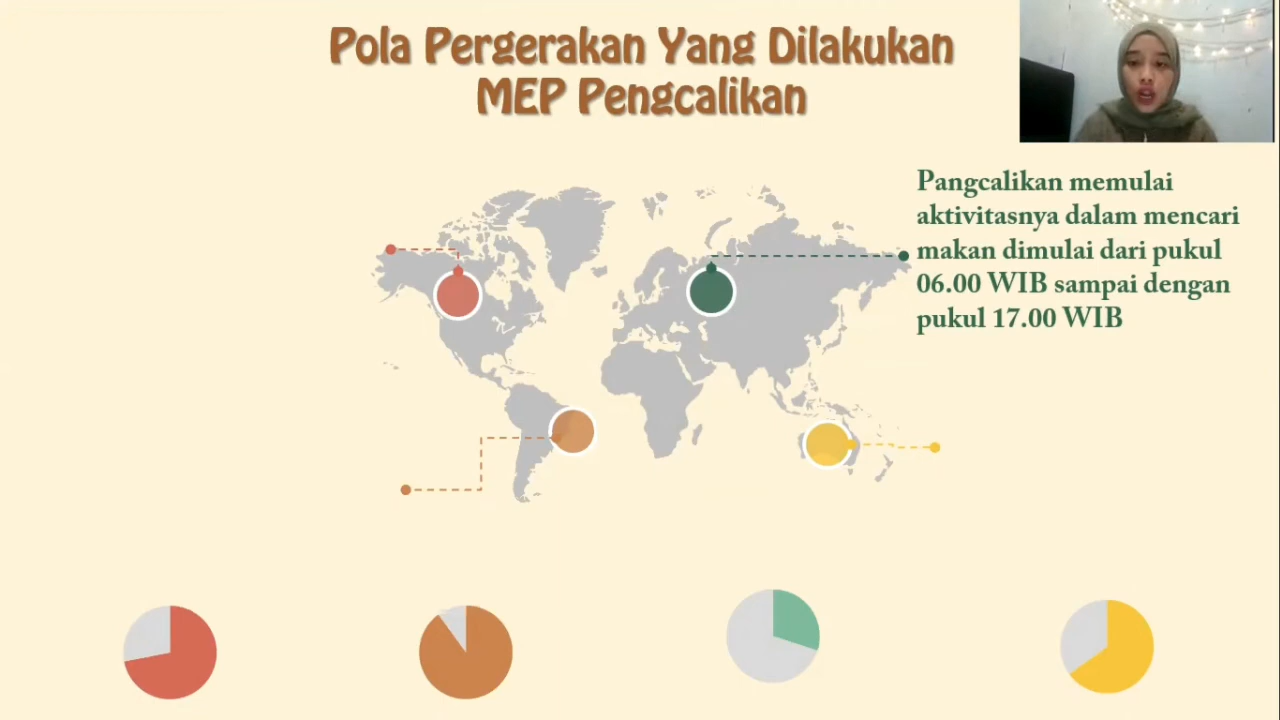 Pola Pergerakan Yang Dilakukan
MEP Pengcalikan
Pangcalikan memulai
aktivitasnya dalam mencari
makan dimulai dari pukul
06.00 WIB sampai dengan
pukul 17.00 WIB